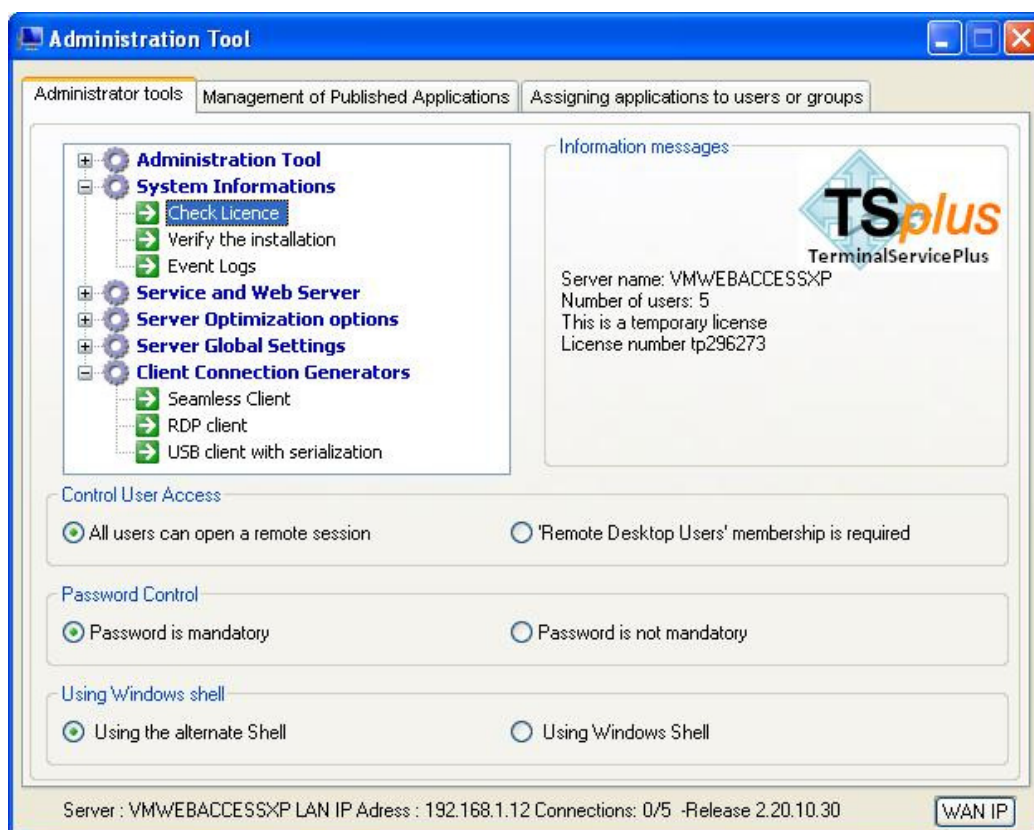 Administration Tool
Administrator tools
Management of Published Applications
Assigning applications to users or groups
Administration Tool
System Informations
Check Licence
Verify the installation
Event Logs
Service and Web Server
Server Optimization options
Server Global Settings
Client Connection Generators
Seamless Client
RDP client
USB client with serialization
Information messages
TSplus
TerminalServicePlus
Server name: VMWEBACCESSXP
Number of users: 5
This is a temporary license
License number tp296273
Control User Access
All users can open a remote session
'Remote Desktop Users' membership is required
Password Control
Password is mandatory
Password is not mandatory
Using Windows shell
Using the alternate Shell
Using Windows Shell
Server : VMWEBACCESSXP LAN IP Adress : 192.168.1.12 Connections: 0/5 -Release 2.20.10.30
WAN IP